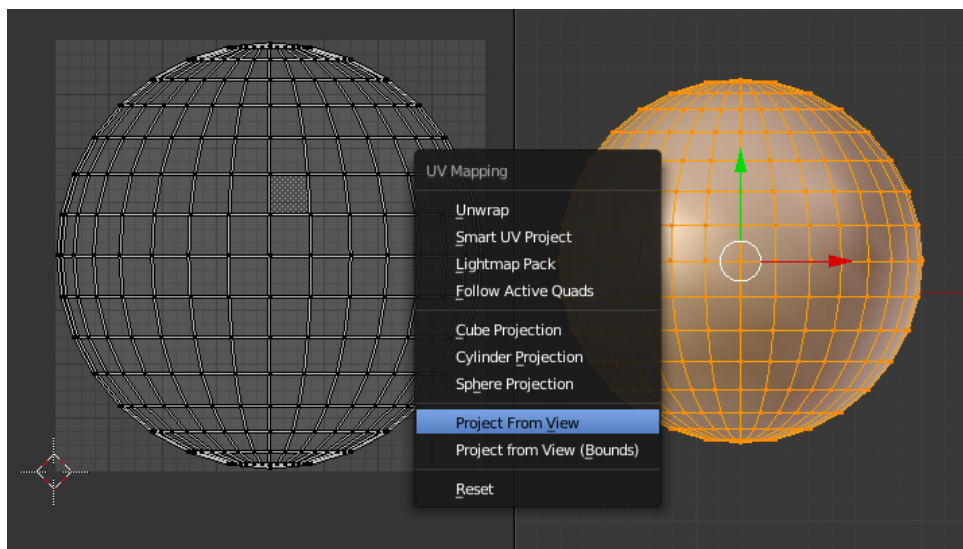 UV Mapping
Unwrap
Smart UV Project
Lightmap Pack
Follow Active Quads
Cube Projection
Cylinder Projection
Sphere Projection
Project From View
Project from View (Bounds)
Reset